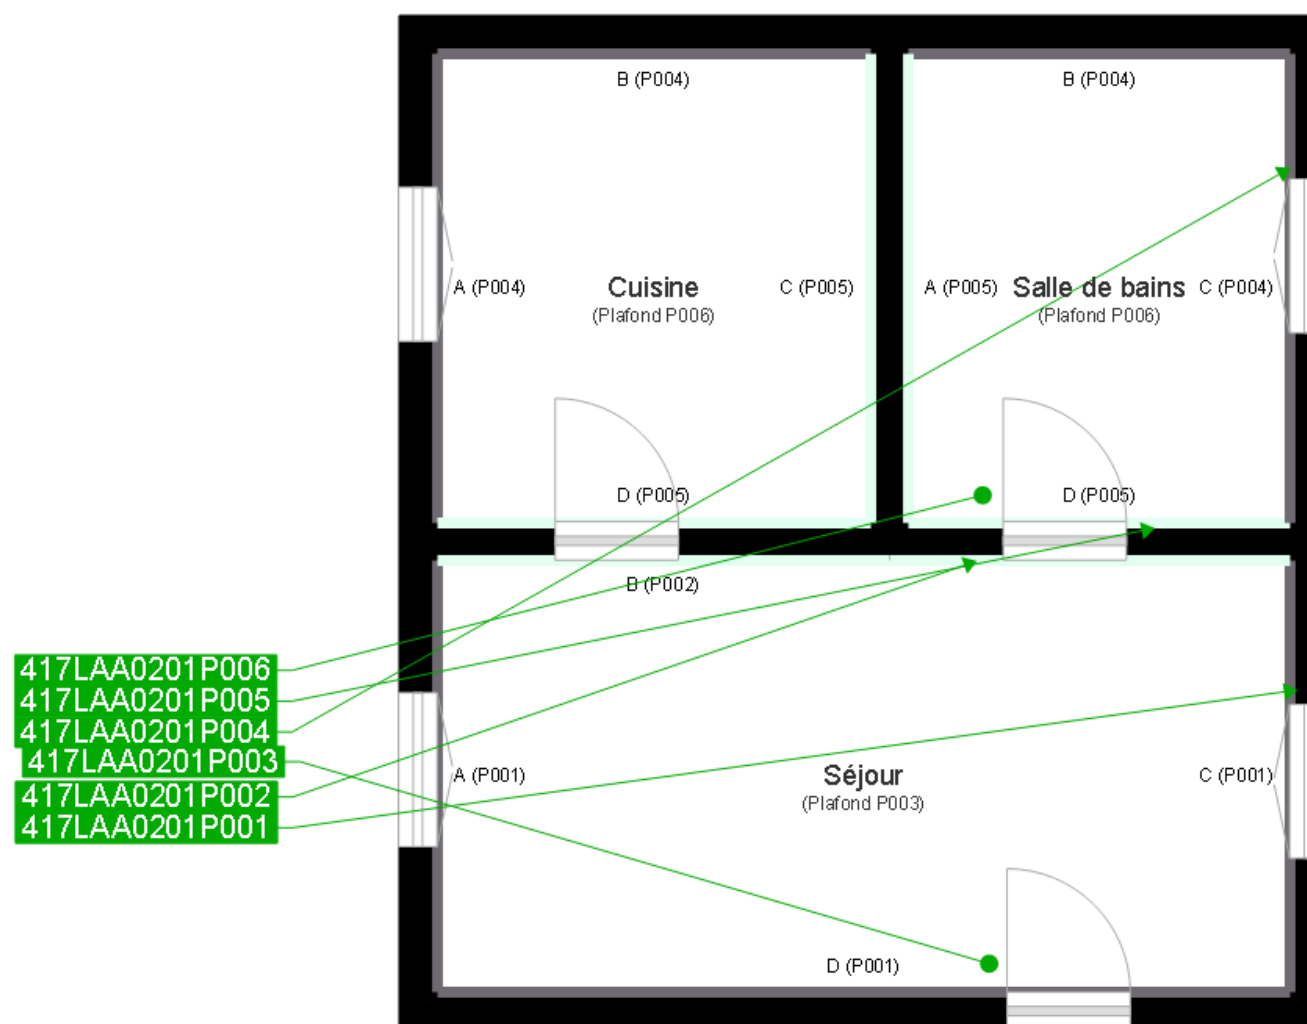 B (P004)
B (P004)
A (P004)
Cuisine
(Plafond P006)
C (P005)
A (P005)
Salle de bains
(Plafond P006)
C (P004)
D (P005)
D (P005)
B (P002)
417LAA0201P006
417LAA0201P005
417LAA0201P004
417LAA0201P003
417LAA0201P002
417LAA0201P001
A (P001)
Séjour
(Plafond P003)
C (P001)
D (P001)